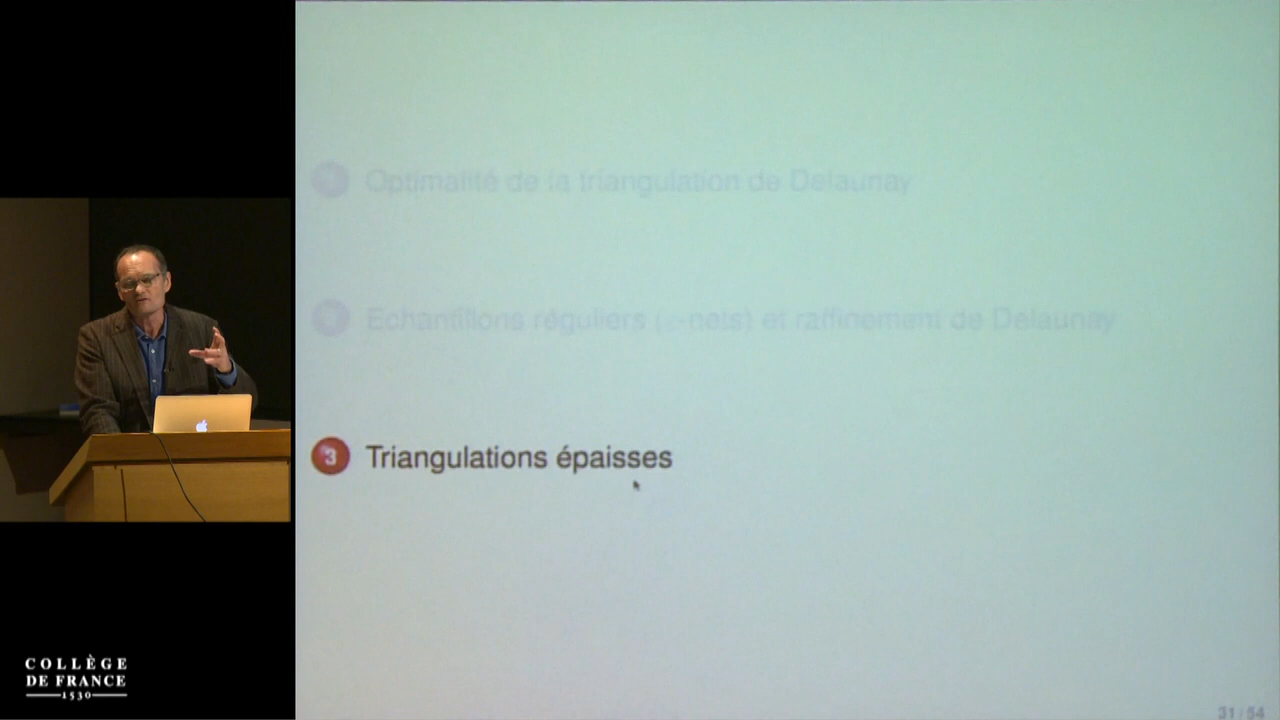 1 Optimalité de la triangulation de Delaunay
2 Echantillons réguliers (ε-nets) et raffinement de Delaunay
3 Triangulations épaisses
31 / 54
COLLÈGE
DE FRANCE
1530